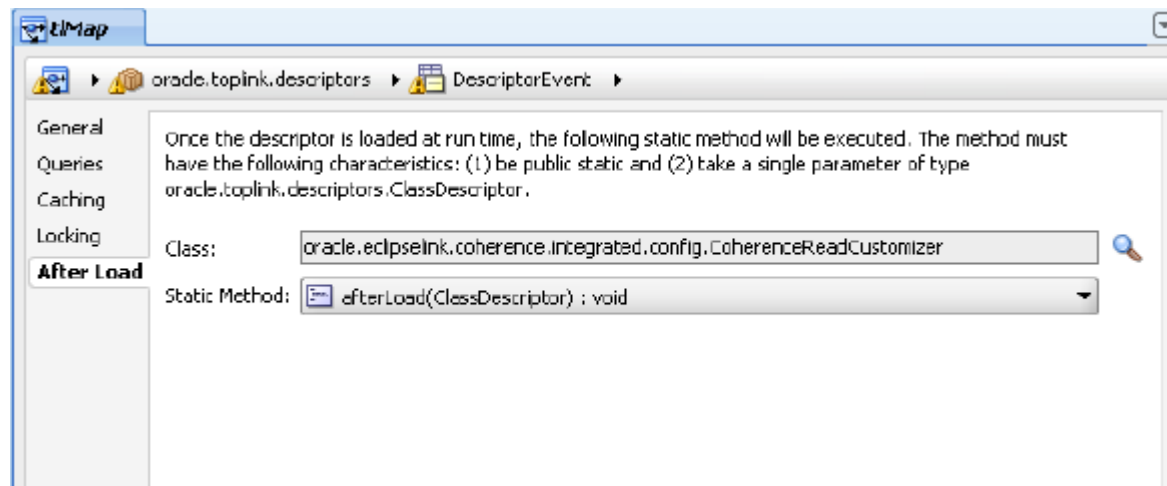 tlMap
oracle.toplink.descriptors DescriptorEvent
General
Queries
Caching
Locking
After Load
Once the descriptor is loaded at run time, the following static method will be executed. The method must
have the following characteristics: (1) be public static and (2) take a single parameter of type
oracle.toplink.descriptors.ClassDescriptor.
Class: oracle.eclipselink.coherence.integrated.config.CoherenceReadCustomizer
Static Method: afterLoad(ClassDescriptor) : void